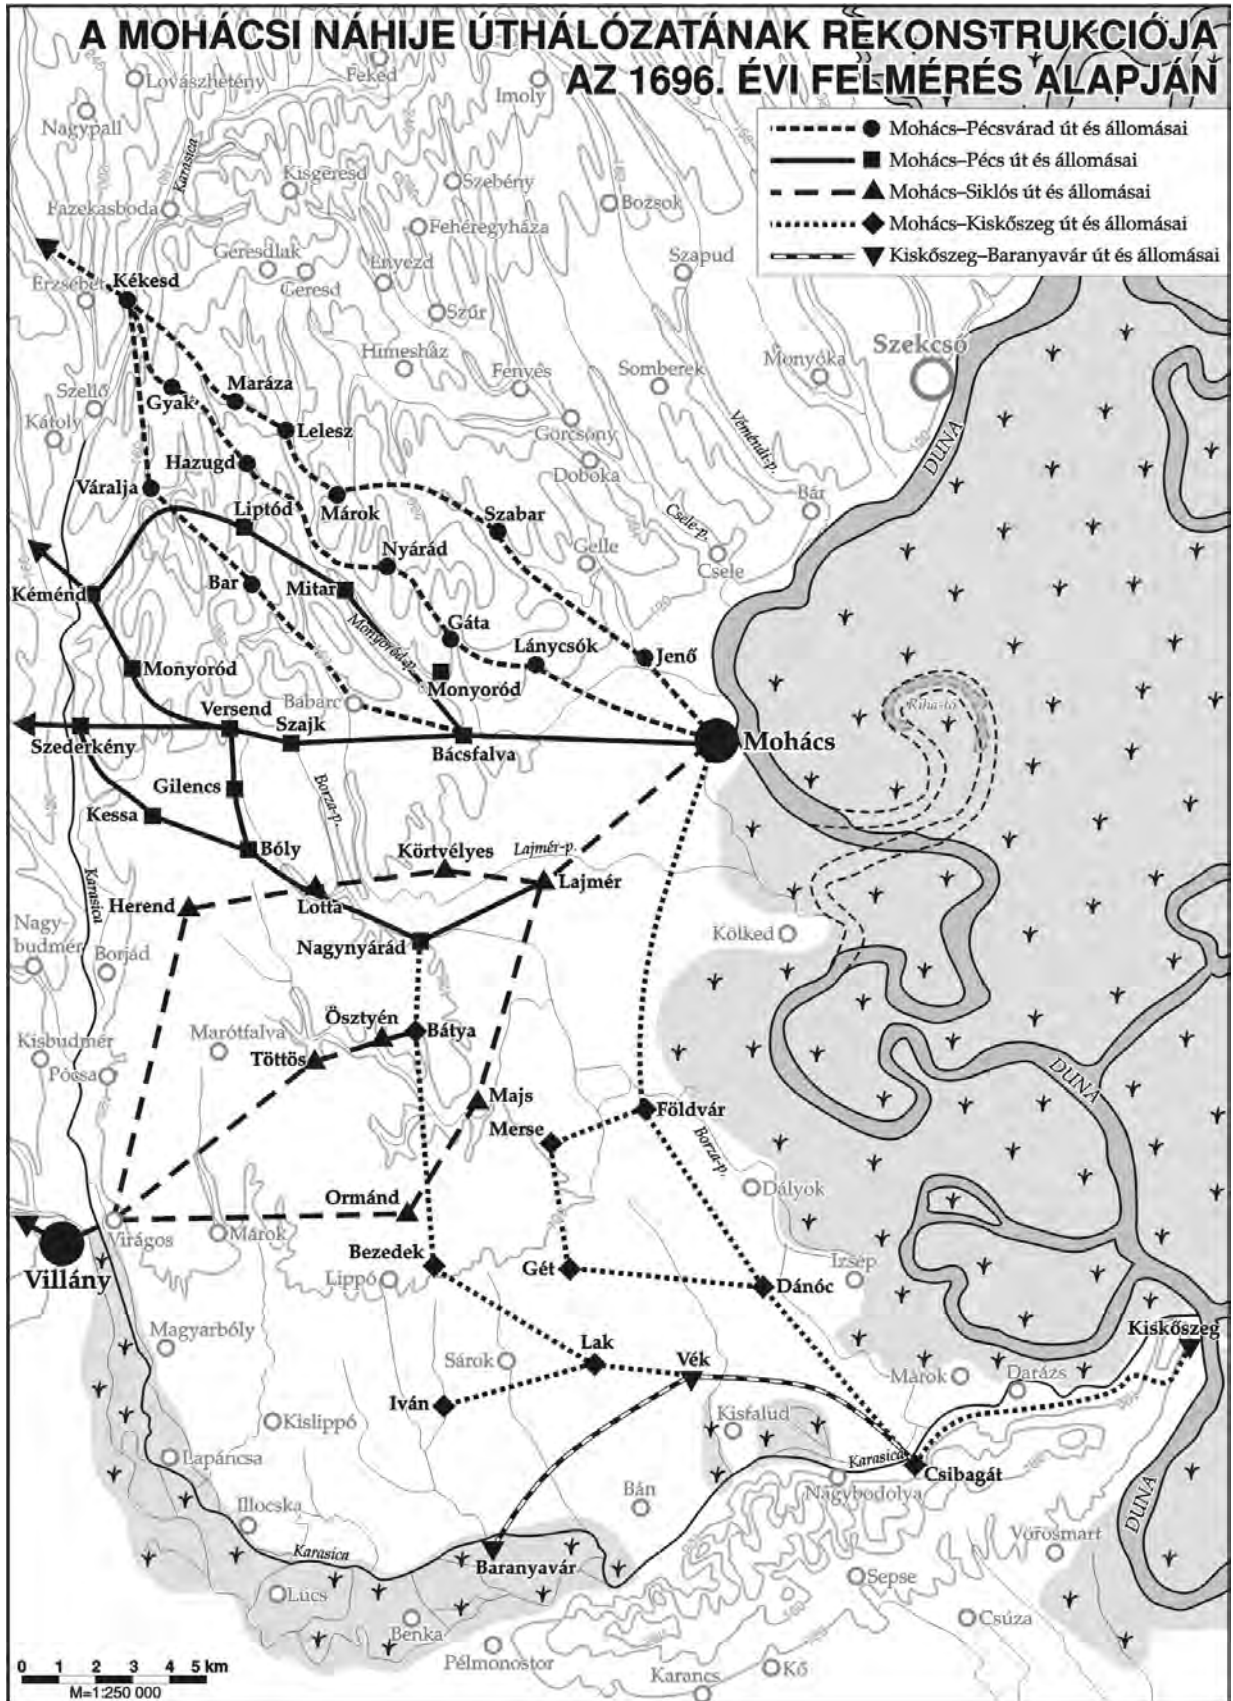 A MOHÁCSI NÁHIJE ÚTHÁLÓZATÁNAK REKONSTRUKCIÓJA
AZ 1696. ÉVI FELMÉRÉS ALAPJÁN
Mohács–Pécsvárad út és állomásai
Mohács–Pécs út és állomásai
Mohács–Siklós út és állomásai
Mohács–Kiskőszeg út és állomásai
Kiskőszeg–Baranyavár út és állomásai
Lovászhetény
Feked
Imoly
Nagypall
Karasica
Kisgeresd
Szebény
Bozsok
Fazekasboda
Fehéregyháza
Geresdlak
Enyezd
Szapud
Erzsébet
Kékesd
Geresd
Szűr
Himesház
Fenyés
Somberek
Monyóka
Szekcső
Szellő
Gyak
Maráza
Kátoly
Lelesz
Görcsöny
Vémendi-p.
DUNA
Hazugd
Doboka
Váralja
Liptód
Márok
Szabar
Csele-p.
Bár
Nyárád
Gelle
Csele
Kéménd
Bar
Mitar
Monyoród-p.
Gáta
Lánycsók
Jenő
Monyoród
Monyoród
Babarc
Riha-tó
Versend
Szajk
Szederkény
Bácsfalva
Mohács
Gilencs
Borza-p.
Kessa
Bóly
Körtvélyes
Lajmér-p.
Karasica
Lajmér
Herend
Lotta
Nagy-
budmér
Borjád
Nagynyárád
Kölked
Ösztyén
Bátya
Marótfalva
Kisbudmér
Töttös
Pócsa
DUNA
Majs
Földvár
Merse
Borza-p.
Ormánd
Dályok
Virágos
Márok
Villány
Bezedek
Lippó
Gét
Dánóc
Izsép
Magyarbóly
Kiskőszeg
Sárok
Lak
Vék
Márok
Darázs
Iván
Kislippó
Kisfalud
Lapáncsa
Karasica
Csibagát
Nagybodolya
Bán
Illocska
DUNA
Vörösmart
Karasica
Baranyavár
Sepse
Lúcs
Benka
Csúza
Pélmonostor
Karancs
Kő
0 1 2 3 4 5 km
M=1:250 000